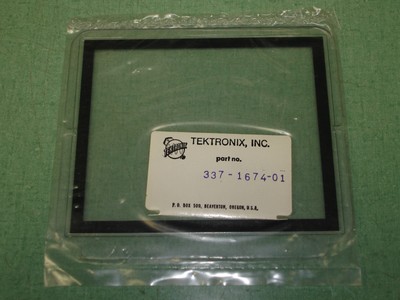 TEKTRONIX, INC.
part no.
337-1674-01
P. O. BOX 500, BEAVERTON, OREGON, U.S.A.